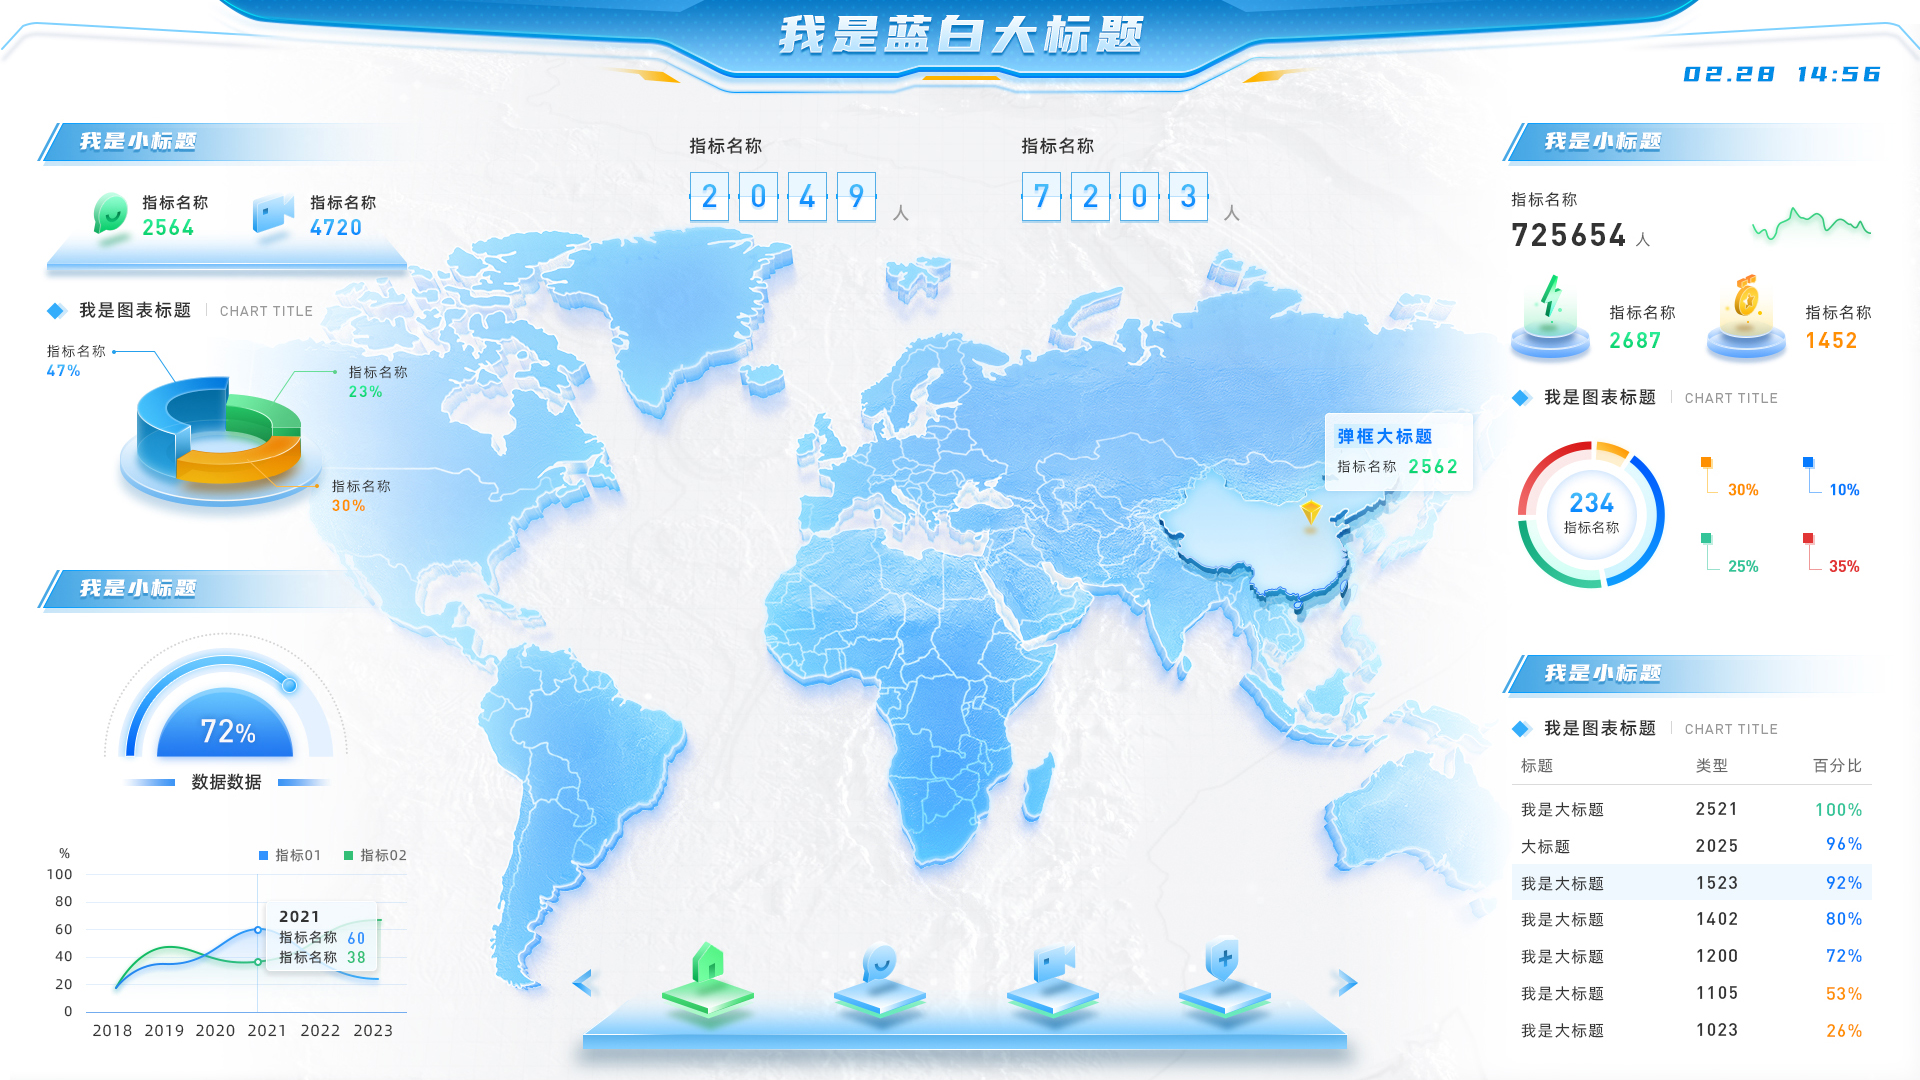 我是蓝白大标题
02.28 14:56
我是小标题
指标名称
2564
指标名称
4720
我是图表标题 CHART TITLE
指标名称
47%
指标名称
23%
指标名称
30%
我是小标题
72%
数据数据
%
指标01 指标02
100
80
60
40
20
0
2021
指标名称 60
指标名称 38
2018 2019 2020 2021 2022 2023
指标名称
2049 人
指标名称
7203 人
弹框大标题
指标名称 2562
我是小标题
指标名称
725654 人
指标名称
2687
指标名称
1452
我是图表标题 CHART TITLE
234
指标名称
30%
10%
25%
35%
我是小标题
我是图表标题 CHART TITLE
标题 类型 百分比
我是大标题 2521 100%
大标题 2025 96%
我是大标题 1523 92%
我是大标题 1402 80%
我是大标题 1200 72%
我是大标题 1105 53%
我是大标题 1023 26%